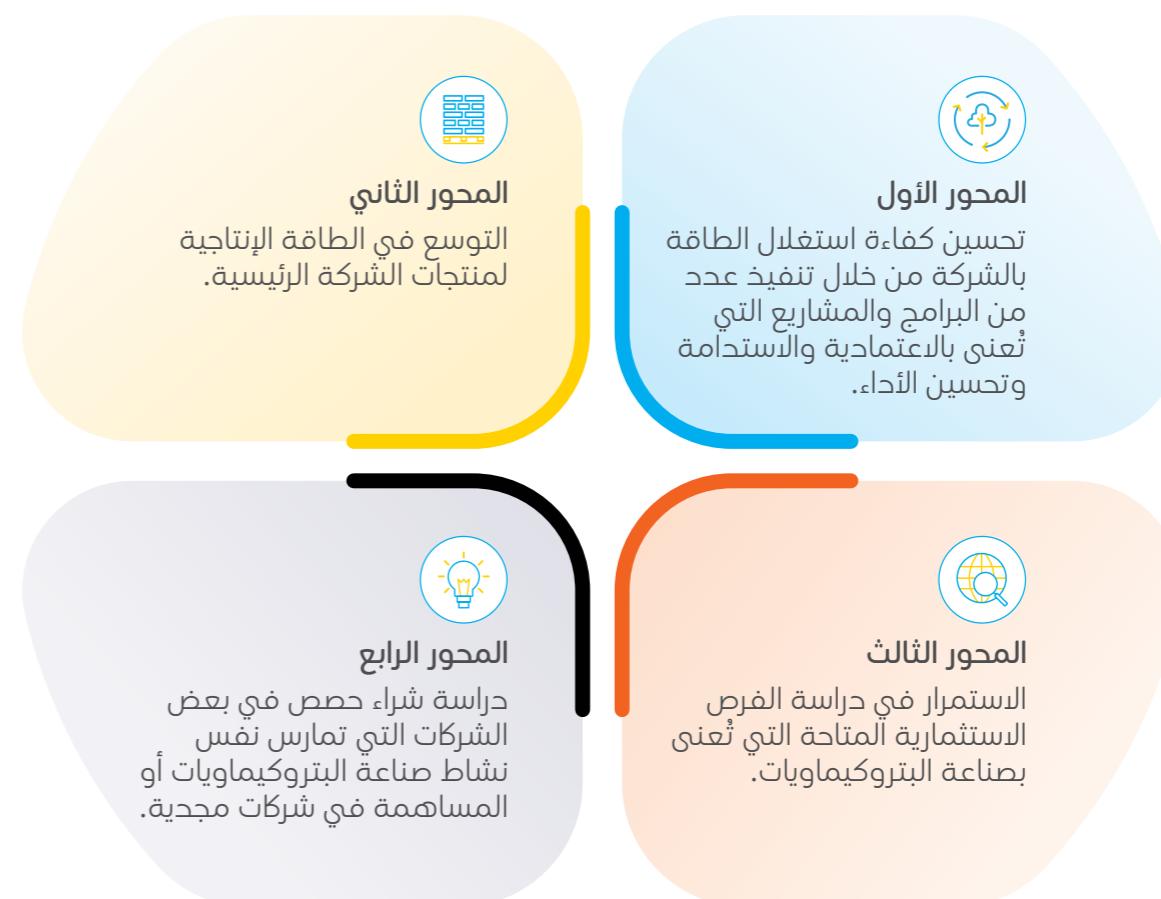 المحور الأول
تحسين كفاءة استغلال الطاقة
بالشركة من خلال تنفيذ عدد
من البرامج والمشاريع التي
تُعنى بالاعتمادية والاستدامة
وتحسين الأداء.
المحور الثاني
التوسع في الطاقة الإنتاجية
لمنتجات الشركة الرئيسية.
المحور الثالث
الاستمرار في دراسة الفرص
الاستثمارية المتاحة التي تُعنى
بصناعة البتروكيماويات.
المحور الرابع
دراسة شراء حصص في بعض
الشركات التي تمارس نفس
نشاط صناعة البتروكيماويات أو
المساهمة في شركات مجدية.